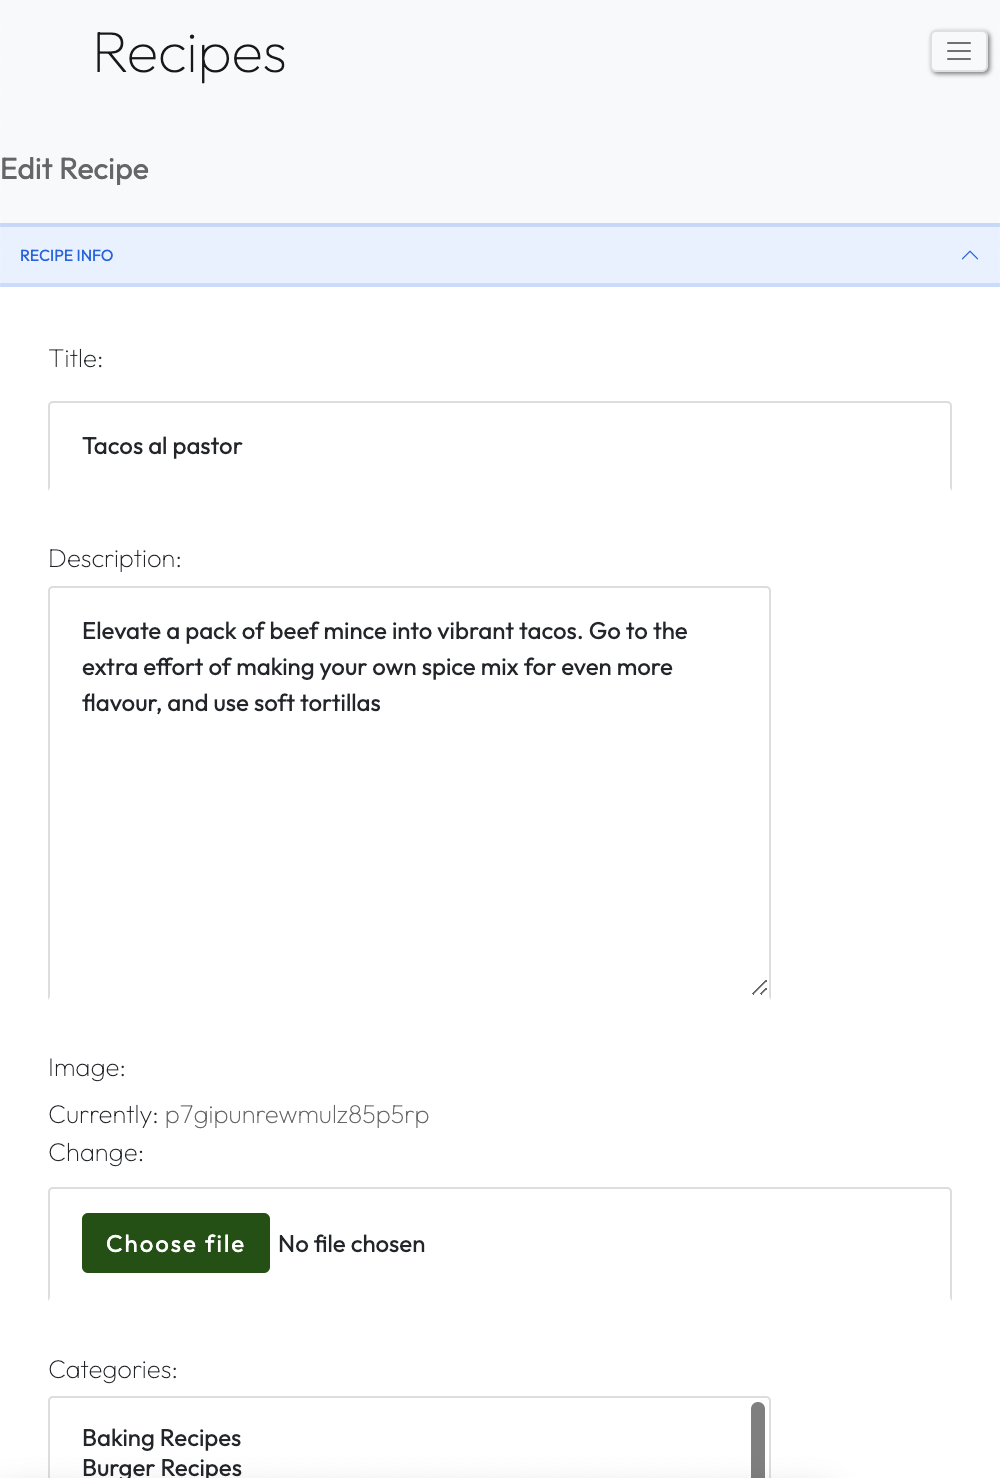 Recipes
Edit Recipe
RECIPE INFO
Title:
Tacos al pastor
Description:
Elevate a pack of beef mince into vibrant tacos. Go to the
extra effort of making your own spice mix for even more
flavour, and use soft tortillas
Image:
Currently: p7gipunrewmulz85p5rp
Change:
Choose file No file chosen
Categories:
Baking Recipes
Burger Recipes